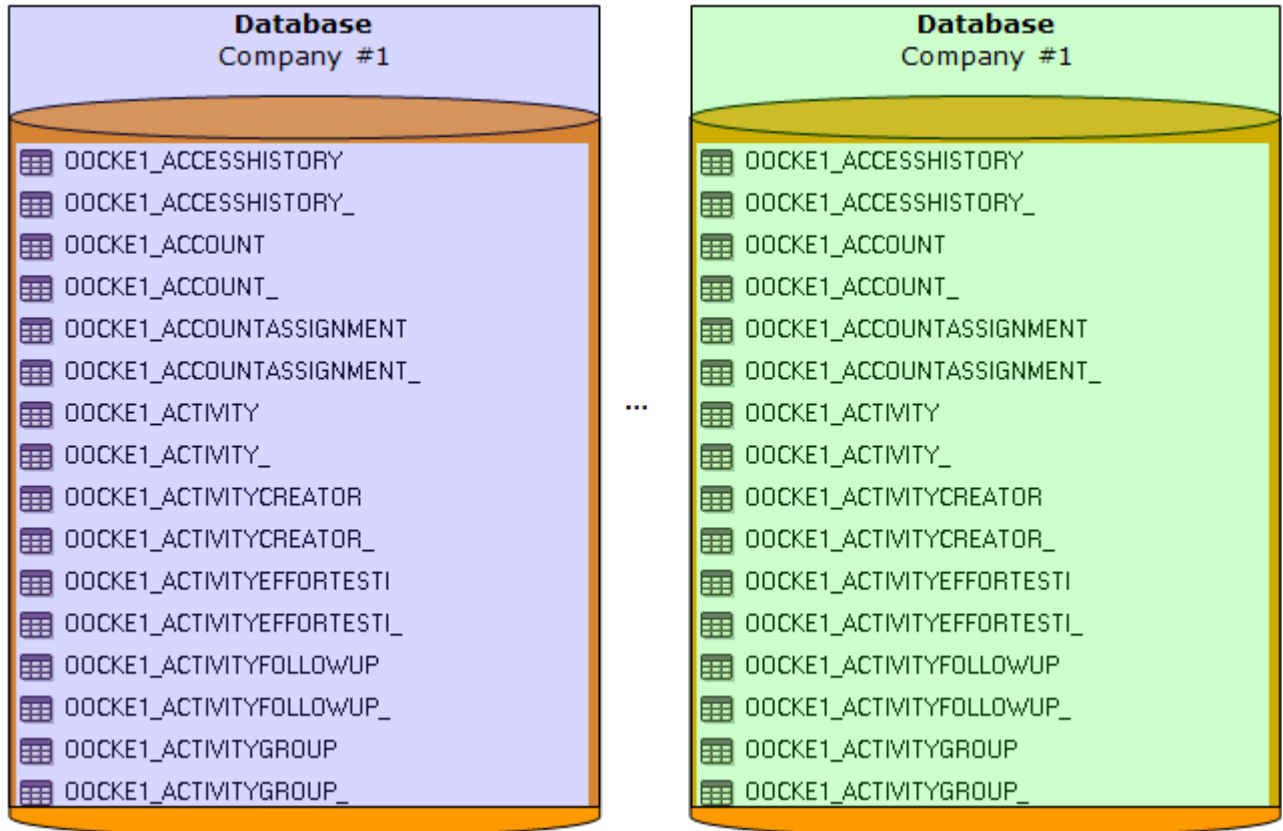 Database
Company #1
OOCKE1_ACCESSHISTORY
OOCKE1_ACCESSHISTORY_
OOCKE1_ACCOUNT
OOCKE1_ACCOUNT_
OOCKE1_ACCOUNTASSIGNMENT
OOCKE1_ACCOUNTASSIGNMENT_
OOCKE1_ACTIVITY
OOCKE1_ACTIVITY_
OOCKE1_ACTIVITYCREATOR
OOCKE1_ACTIVITYCREATOR_
OOCKE1_ACTIVITYEFFORTESTI
OOCKE1_ACTIVITYEFFORTESTI_
OOCKE1_ACTIVITYFOLLOWUP
OOCKE1_ACTIVITYFOLLOWUP_
OOCKE1_ACTIVITYGROUP
OOCKE1_ACTIVITYGROUP_
...
Database
Company #1
OOCKE1_ACCESSHISTORY
OOCKE1_ACCESSHISTORY_
OOCKE1_ACCOUNT
OOCKE1_ACCOUNT_
OOCKE1_ACCOUNTASSIGNMENT
OOCKE1_ACCOUNTASSIGNMENT_
OOCKE1_ACTIVITY
OOCKE1_ACTIVITY_
OOCKE1_ACTIVITYCREATOR
OOCKE1_ACTIVITYCREATOR_
OOCKE1_ACTIVITYEFFORTESTI
OOCKE1_ACTIVITYEFFORTESTI_
OOCKE1_ACTIVITYFOLLOWUP
OOCKE1_ACTIVITYFOLLOWUP_
OOCKE1_ACTIVITYGROUP
OOCKE1_ACTIVITYGROUP_